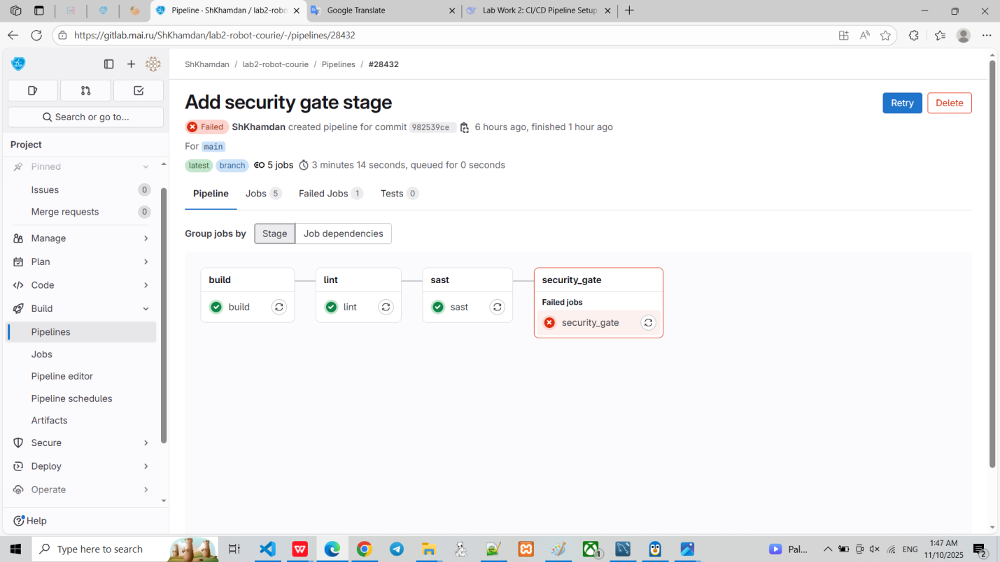 Pipeline · ShKhamdan / lab2-robo
Google Translate
Lab Work 2: CI/CD Pipeline Setup
https://gitlab.mai.ru/ShKhamdan/lab2-robot-courie/-/pipelines/28432
Search or go to...
Project
Pinned
Issues 0
Merge requests 0
Manage
Plan
Code
Build
Pipelines
Jobs
Pipeline editor
Pipeline schedules
Artifacts
Secure
Deploy
Operate
Help
ShKhamdan / lab2-robot-courie / Pipelines / #28432
Add security gate stage
Retry Delete
Failed ShKhamdan created pipeline for commit 982539ce 6 hours ago, finished 1 hour ago
For main
latest branch 5 jobs 3 minutes 14 seconds, queued for 0 seconds
Pipeline Jobs 5 Failed Jobs 1 Tests 0
Group jobs by Stage Job dependencies
build
build
lint
lint
sast
sast
security_gate
Failed jobs
security_gate
Type here to search
Pal...
ENG
1:47 AM
11/10/2025
1
2